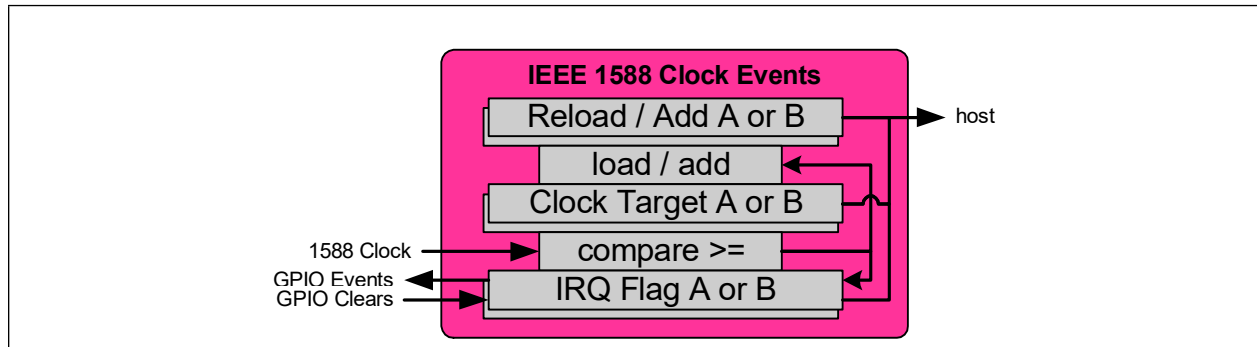 IEEE 1588 Clock Events
Reload / Add A or B
host
load / add
Clock Target A or B
1588 Clock
compare >=
GPIO Events
IRQ Flag A or B
GPIO Clears